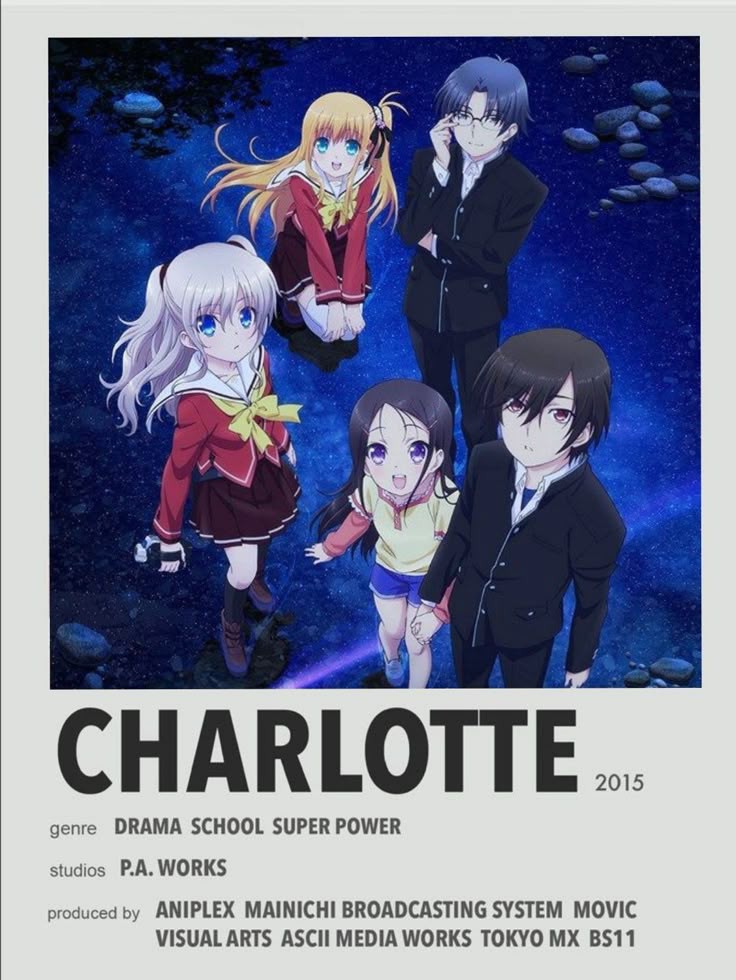 CHARLOTTE 2015
genre DRAMA SCHOOL SUPER POWER
studios P.A. WORKS
produced by ANIPLEX MAINICHI BROADCASTING SYSTEM MOVIC
VISUAL ARTS ASCII MEDIA WORKS TOKYO MX BS11